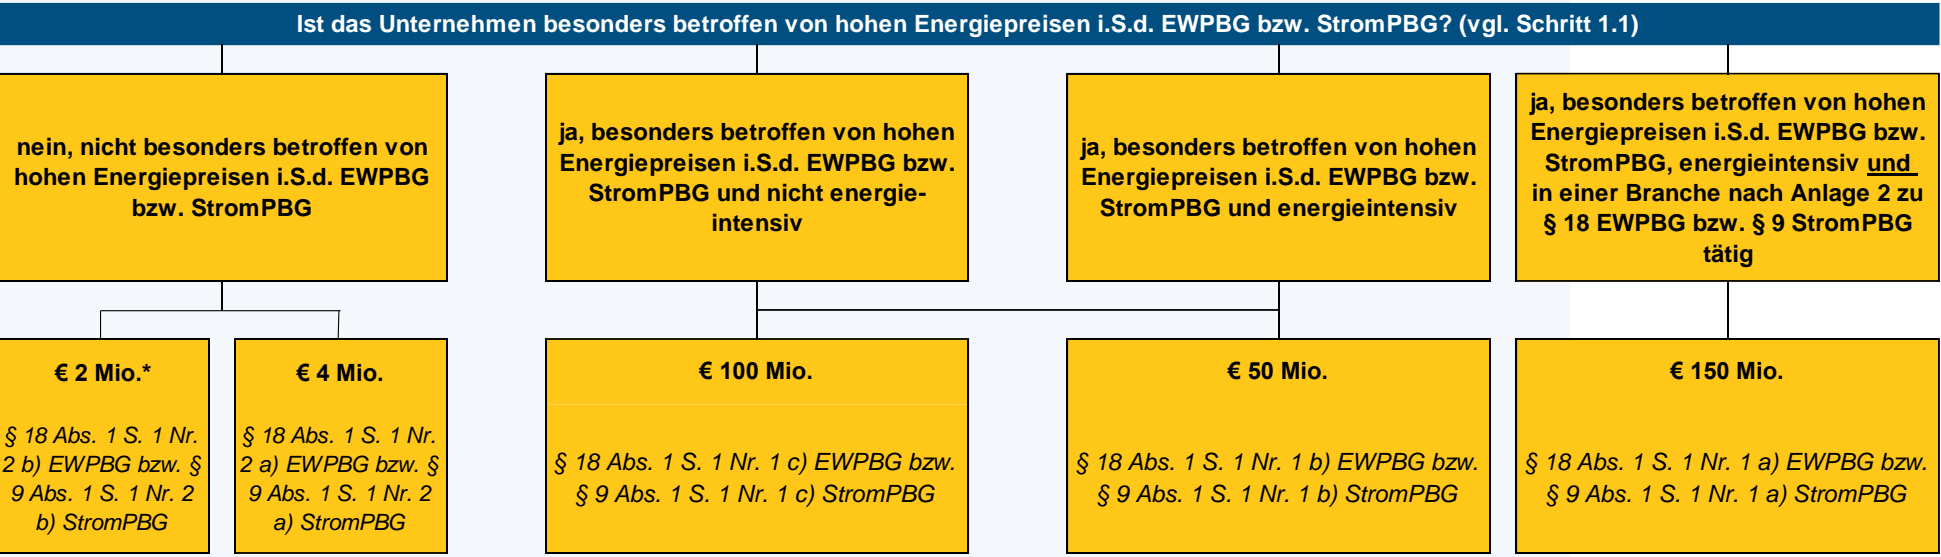 Ist das Unternehmen besonders betroffen von hohen Energiepreisen i.S.d. EWPBG bzw. StromPBG? (vgl. Schritt 1.1)
nein, nicht besonders betroffen von
hohen Energiepreisen i.S.d. EWPBG
bzw. StromPBG
ja, besonders betroffen von hohen
Energiepreisen i.S.d. EWPBG bzw.
StromPBG und nicht energie-
intensiv
ja, besonders betroffen von hohen
Energiepreisen i.S.d. EWPBG bzw.
StromPBG und energieintensiv
ja, besonders betroffen von hohen
Energiepreisen i.S.d. EWPBG bzw.
StromPBG, energieintensiv und
in einer Branche nach Anlage 2 zu
§ 18 EWPBG bzw. § 9 StromPBG
tätig
€ 2 Mio.*
§ 18 Abs. 1 S. 1 Nr.
2 b) EWPBG bzw. §
9 Abs. 1 S. 1 Nr. 2
b) StromPBG
€ 4 Mio.
§ 18 Abs. 1 S. 1 Nr.
2 a) EWPBG bzw. §
9 Abs. 1 S. 1 Nr. 2
a) StromPBG
€ 100 Mio.
§ 18 Abs. 1 S. 1 Nr. 1 c) EWPBG bzw.
§ 9 Abs. 1 S. 1 Nr. 1 c) StromPBG
€ 50 Mio.
§ 18 Abs. 1 S. 1 Nr. 1 b) EWPBG bzw.
§ 9 Abs. 1 S. 1 Nr. 1 b) StromPBG
€ 150 Mio.
§ 18 Abs. 1 S. 1 Nr. 1 a) EWPBG bzw.
§ 9 Abs. 1 S. 1 Nr. 1 a) StromPBG